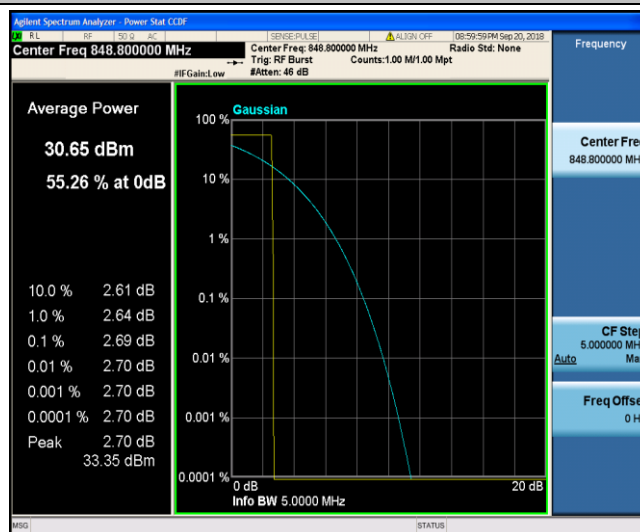 Agilent Spectrum Analyzer - Power Stat CCDF
RL RF 50 Ω AC SENSE:PULSE ALIGN OFF 08:59:59 PM Sep 20, 2018
Center Freq 848.800000 MHz
Center Freq: 848.800000 MHz Radio Std: None
Trig: RF Burst Counts:1.00 M/1.00 Mpt
#IFGain:Low #Atten: 46 dB
Frequency
Average Power
30.65 dBm
55.26 % at 0dB
10.0 % 2.61 dB
1.0 % 2.64 dB
0.1 % 2.69 dB
0.01 % 2.70 dB
0.001 % 2.70 dB
0.0001 % 2.70 dB
Peak 2.70 dB
33.35 dBm
Gaussian
100 %
10 %
1 %
0.1 %
0.01 %
0.001 %
0.0001 %
0 dB 20 dB
Info BW 5.0000 MHz
Center Fre
848.800000 MH
CF Step
5.000000 MH
Auto Ma
Freq Offse
0 H
MSG STATUS